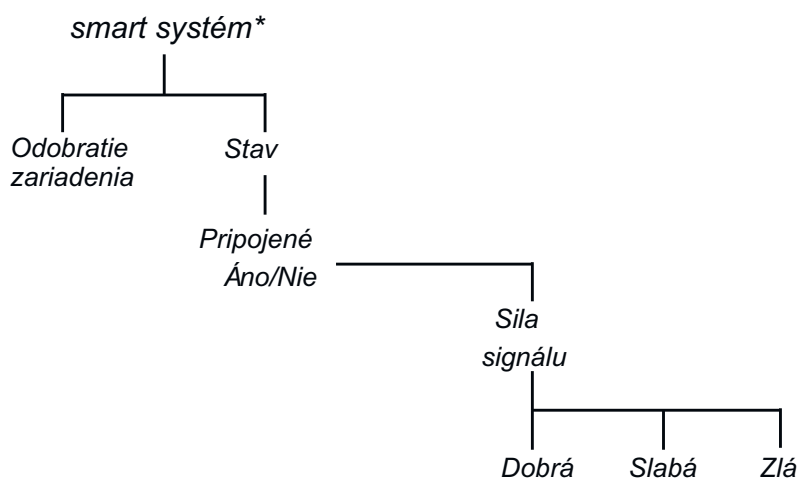 smart systém*
Odobratie
zariadenia
Stav
Pripojené
Áno/Nie
Sila
signálu
Dobrá
Slabá
Zlá